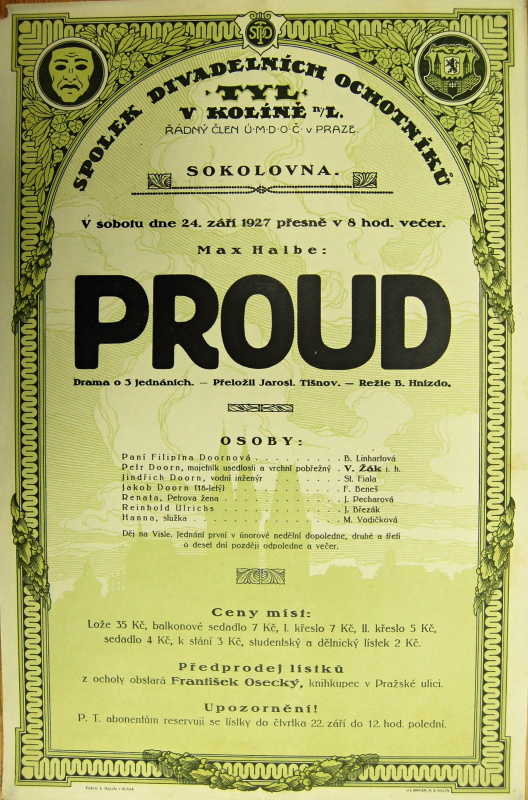 STDO
SPOLEK DIVADELNÍCH OCHOTNÍKŮ
TYL
V KOLÍNĚ n/L.
ŘÁDNÝ ČLEN Ú·M·D·O·Č· v PRAZE.
SOKOLOVNA.
V sobotu dne 24. září 1927 přesně v 8 hod. večer.
Max Halbe:
PROUD
Drama o 3 jednáních. — Přeložil Jarosl. Tišnov. — Režie B. Hnízdo.
OSOBY:
Paní Filipina Doornová . . . . . . . . . B. Linhartová
Petr Doorn, majetník usedlosti a vrchní pobřežný . V. Žák j. h.
Jindřich Doorn, vodní inženýr . . . . . . . . St. Fiala
Jakob Doorn (18-letý) . . . . . . . . . . F. Beneš
Renata, Petrova žena . . . . . . . . . . J. Pecharová
Reinhold Ulrichs . . . . . . . . . . . J. Březák
Hanna, služka . . . . . . . . . . . . M. Vodičková
Děj na Visle. Jednání první v únorové nedělní dopoledne, druhé a třetí
o desel dní později odpoledne a večer.
Ceny míst:
Lože 35 Kč, balkonové sedadlo 7 Kč, I. křeslo 7 Kč, II. křeslo 5 Kč,
sedadlo 4 Kč, k stání 3 Kč, studentský a dělnický lístek 2 Kč.
Předprodej lístků
z ochoty obstará František Osecký, knihkupec v Pražské ulici.
Upozornění!
P. T. abonentům reservují se lístky do čtvrtka 22. září do 12. hod. polední.